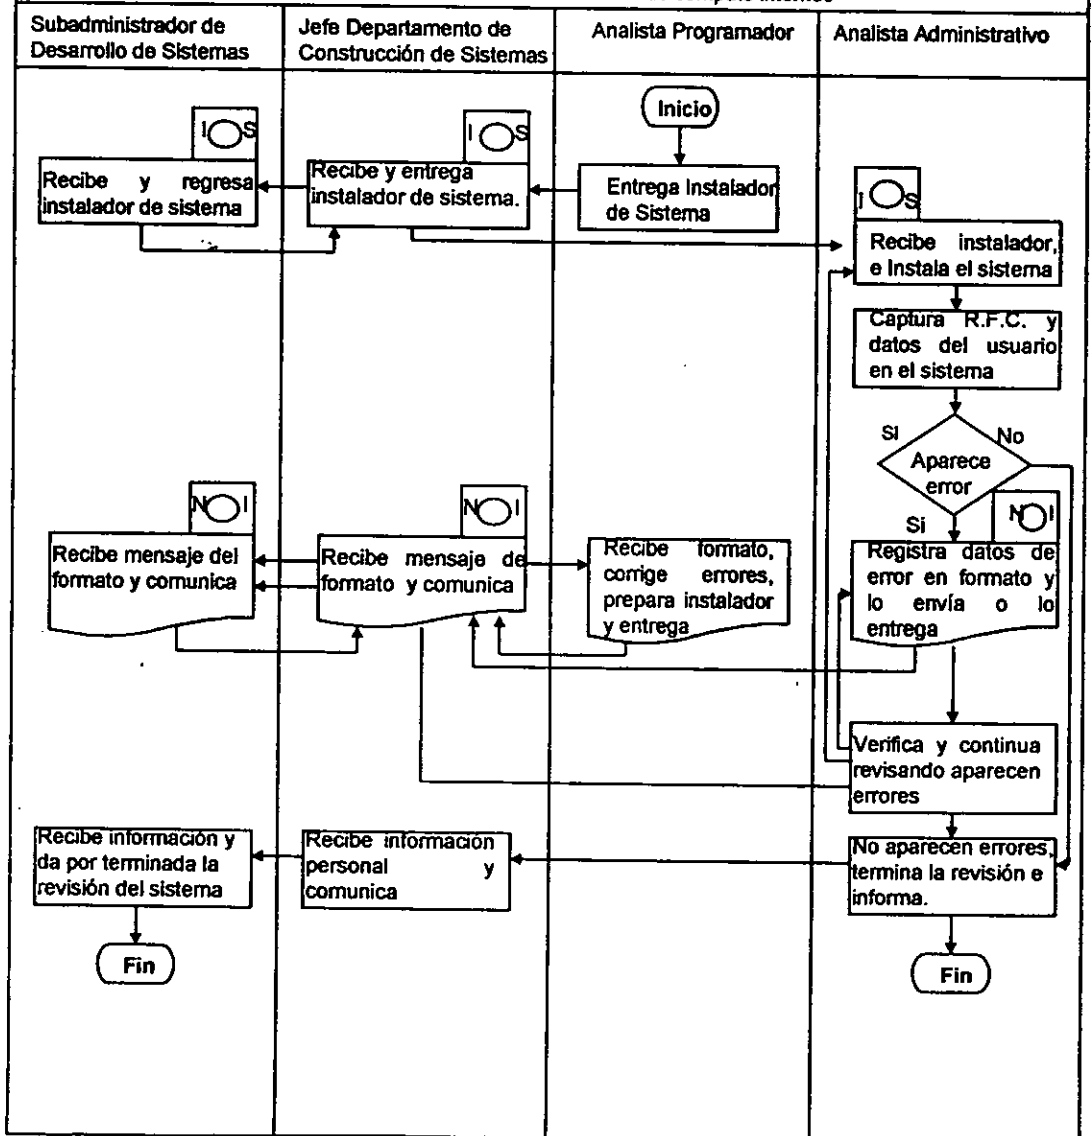 Subadministrador de
Desarrollo de Sistemas
Jefe Departamento de
Construcción de Sistemas
Analista Programador
Analista Administrativo
Inicio
I S
Recibe y regresa
instalador de sistema
I S
Recibe y entrega
instalador de sistema.
Entrega Instalador
de Sistema
I S
Recibe instalador,
e Instala el sistema
Captura R.F.C. y
datos del usuario
en el sistema
SI
No
Aparece
error
Si
N I
Recibe mensaje del
formato y comunica
N I
Recibe mensaje de
formato y comunica
Recibe formato,
corrige errores,
prepara instalador
y entrega
N I
Registra datos de
error en formato y
lo envía o lo
entrega
Verifica y continua
revisando aparecen
errores
Recibe información y
da por terminada la
revisión del sistema
Recibe información
personal y
comunica
No aparecen errores,
termina la revisión e
informa.
Fin
Fin